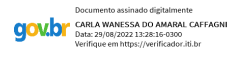 Documento assinado digitalmente
gov.br
CARLA WANESSA DO AMARAL CAFFAGNI
Data: 29/08/2022 13:28:16-0300
Verifique em https://verificador.iti.br